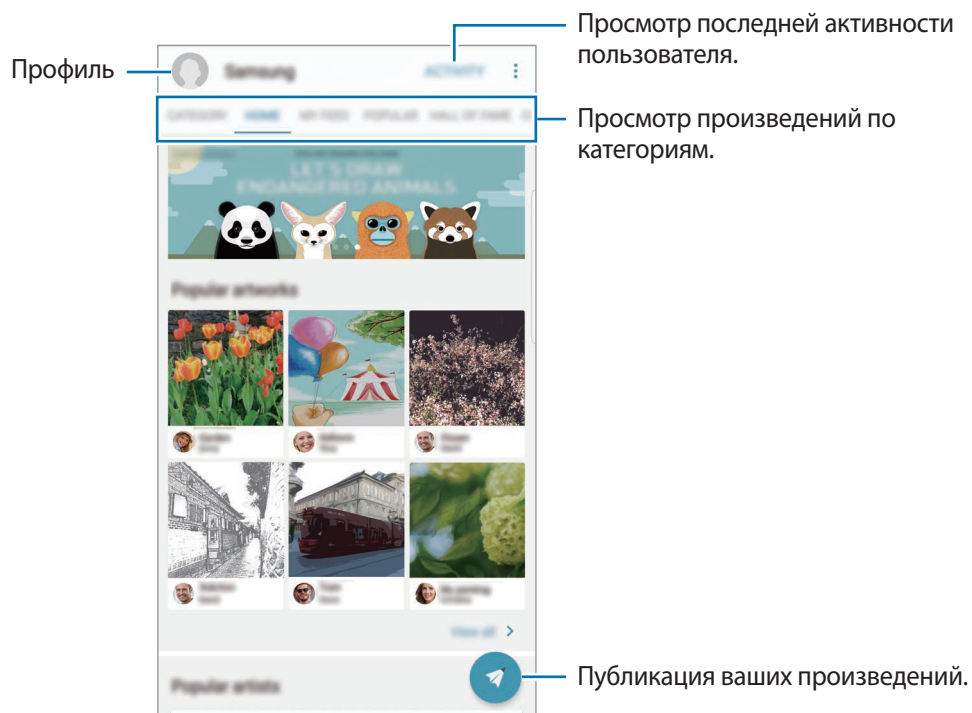 Просмотр последней активности
пользователя.
Профиль
Samsung
ACTIVITY
CATEGORY HOME MY FEED POPULAR HALL OF FAME
Просмотр произведений по
категориям.
LET'S DRAW
ENDANGERED ANIMALS
Popular artworks
View all
Popular artists
Публикация ваших произведений.